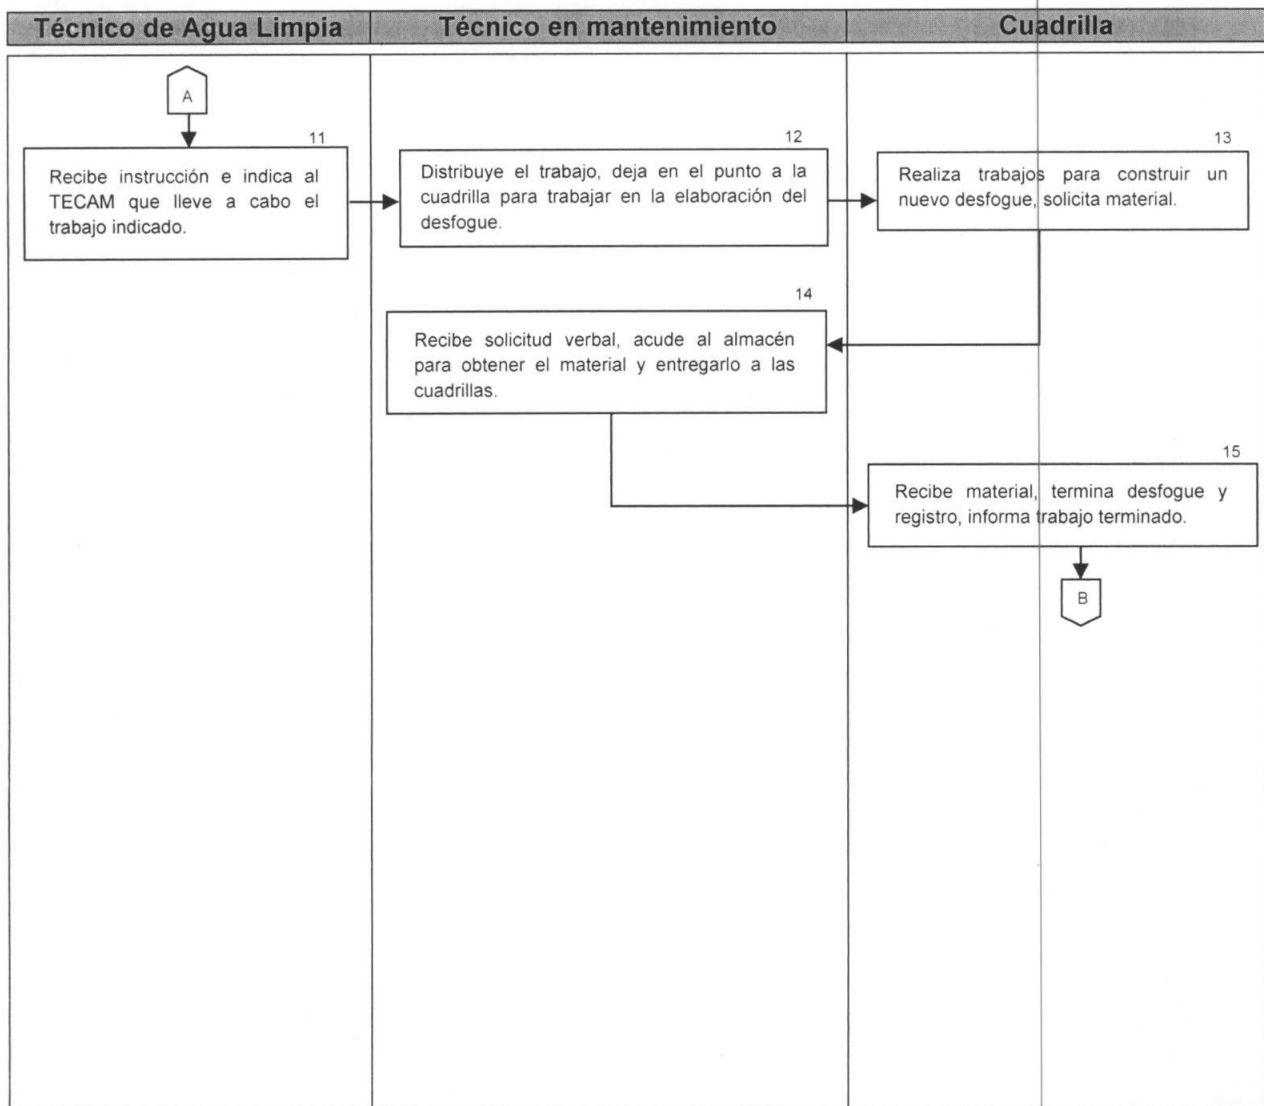 Técnico de Agua Limpia
Técnico en mantenimiento
Cuadrilla
A
11
Recibe instrucción e indica al
TECAM que lleve a cabo el
trabajo indicado.
12
Distribuye el trabajo, deja en el punto a la
cuadrilla para trabajar en la elaboración del
desfogue.
13
Realiza trabajos para construir un
nuevo desfogue, solicita material.
14
Recibe solicitud verbal, acude al almacén
para obtener el material y entregarlo a las
cuadrillas.
15
Recibe material, termina desfogue y
registro, informa trabajo terminado.
B